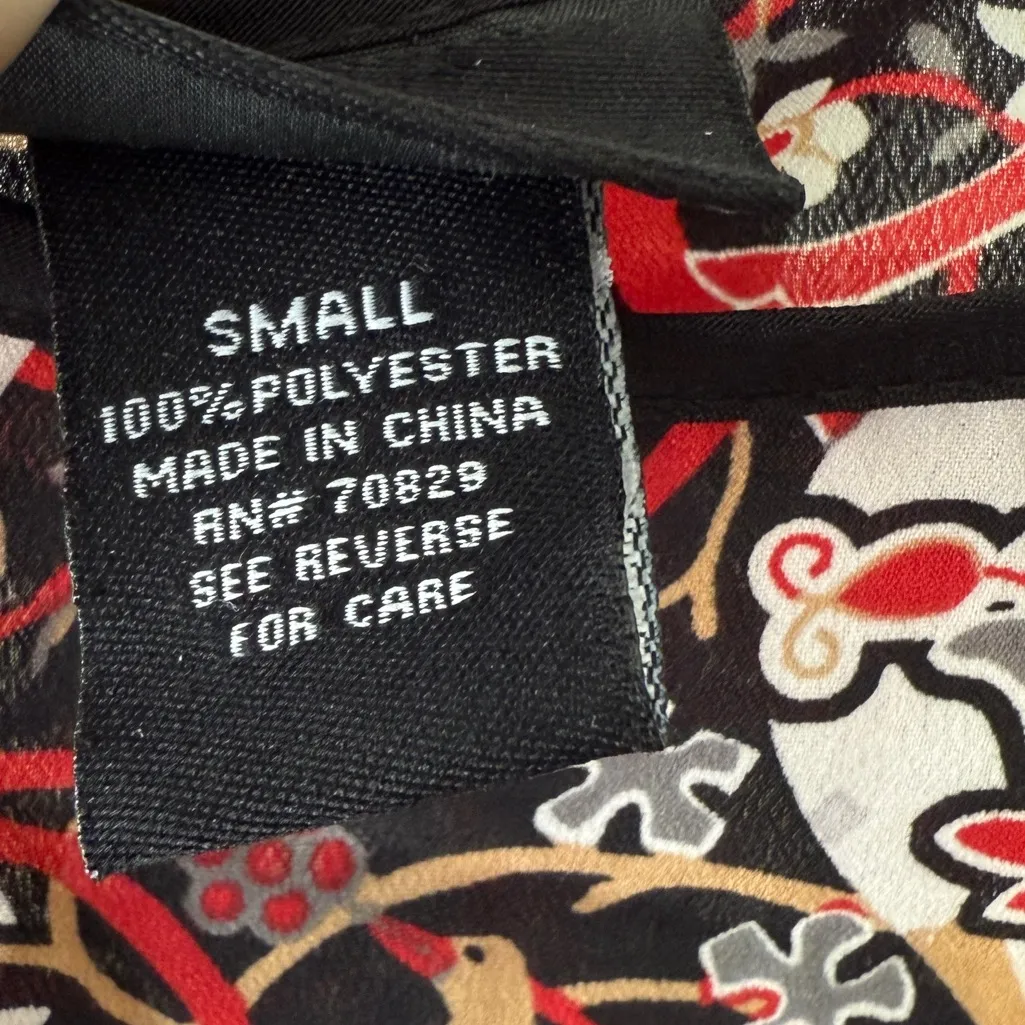 SMALL
100% POLYESTER
MADE IN CHINA
RN# 70829
SEE REVERSE
FOR CARE